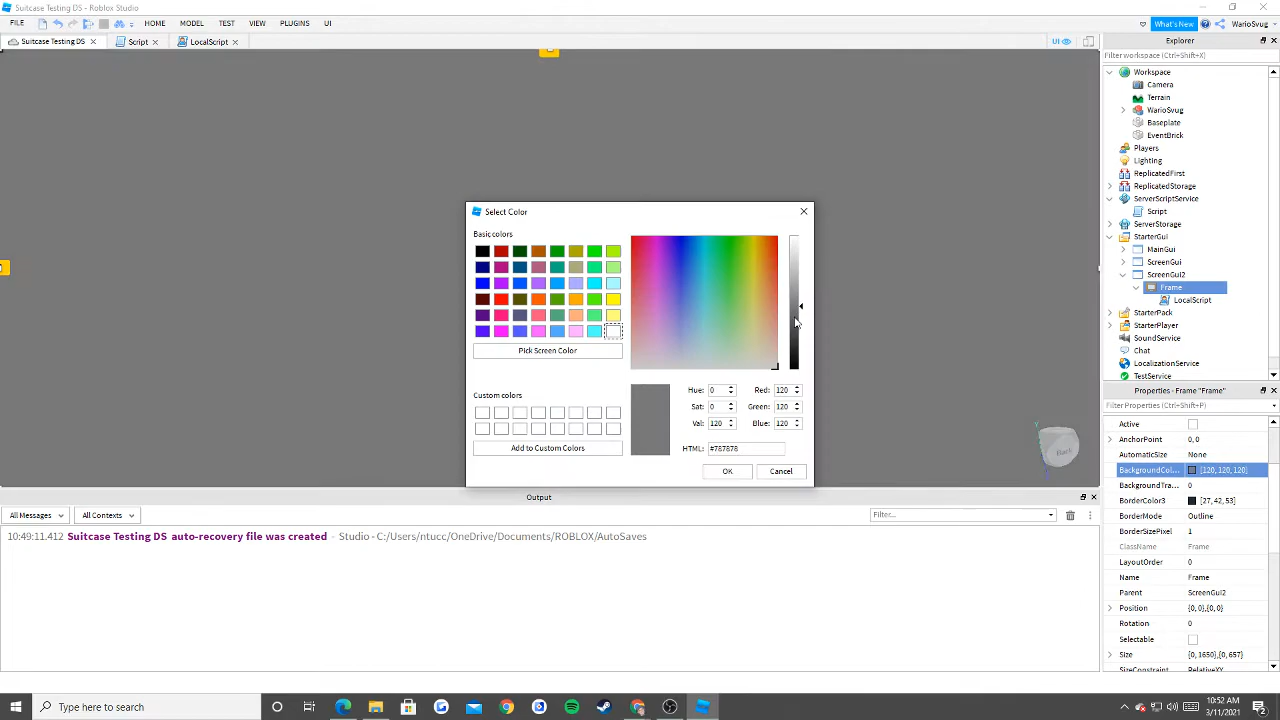 Suitcase Testing DS - Roblox Studio
FILE HOME MODEL TEST VIEW PLUGINS UI What's New WarioSvug
Suitcase Testing DS Script LocalScript UI
Explorer
Filter workspace (Ctrl+Shift+X)
Workspace
Camera
Terrain
WarioSvug
Baseplate
EventBrick
Players
Lighting
ReplicatedFirst
ReplicatedStorage
ServerScriptService
Script
ServerStorage
StarterGui
MainGui
ScreenGui
ScreenGui2
Frame
LocalScript
StarterPack
StarterPlayer
SoundService
Chat
LocalizationService
TestService
Select Color
Basic colors
Pick Screen Color
Custom colors
Add to Custom Colors
Hue: 0 Red: 120
Sat: 0 Green: 120
Val: 120 Blue: 120
HTML: #787878
OK Cancel
Back
Properties - Frame "Frame"
Filter Properties (Ctrl+Shift+P)
Active
AnchorPoint 0, 0
AutomaticSize None
BackgroundCol... [120, 120, 120]
BackgroundTra... 0
BorderColor3 [27, 42, 53]
BorderMode Outline
BorderSizePixel 1
ClassName Frame
LayoutOrder 0
Name Frame
Parent ScreenGui2
Position {0, 0},{0, 0}
Rotation 0
Selectable
Size {0, 1650},{0, 657}
SizeConstraint RelativeXY
Output
All Messages All Contexts Filter...
10:49:11.412 Suitcase Testing DS auto-recovery file was created - Studio - C:/Users/ntucc/OneDrive/Documents/ROBLOX/AutoSaves
Type here to search
10:52 AM
3/11/2021
2